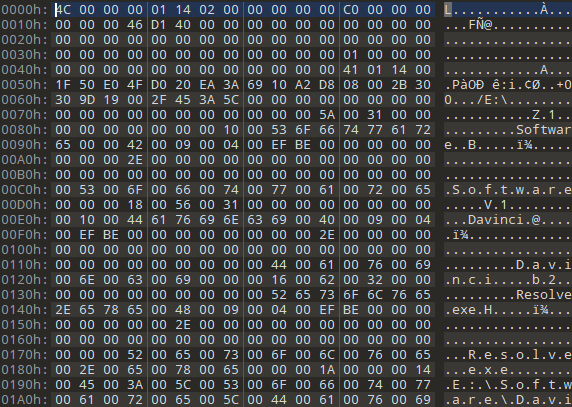 0000h: 4C 00 00 00 01 14 02 00 00 00 00 00 C0 00 00 00 L...........À...
0010h: 00 00 00 46 D1 40 00 00 00 00 00 00 00 00 00 00 ...FÑ@..........
0020h: 00 00 00 00 00 00 00 00 00 00 00 00 00 00 00 00 ................
0030h: 00 00 00 00 00 00 00 00 00 00 00 00 01 00 00 00 ................
0040h: 00 00 00 00 00 00 00 00 00 00 00 00 41 01 14 00 ............A...
0050h: 1F 50 E0 4F D0 20 EA 3A 69 10 A2 D8 08 00 2B 30 .PàOÐ ê:i.¢Ø..+0
0060h: 30 9D 19 00 2F 45 3A 5C 00 00 00 00 00 00 00 00 0.../E:\........
0070h: 00 00 00 00 00 00 00 00 00 00 00 5A 00 31 00 00 ...........Z.1..
0080h: 00 00 00 00 00 00 00 10 00 53 6F 66 74 77 61 72 .........Softwar
0090h: 65 00 00 42 00 09 00 04 00 EF BE 00 00 00 00 00 e..B.....ï¾.....
00A0h: 00 00 00 2E 00 00 00 00 00 00 00 00 00 00 00 00 ................
00B0h: 00 00 00 00 00 00 00 00 00 00 00 00 00 00 00 00 ................
00C0h: 00 53 00 6F 00 66 00 74 00 77 00 61 00 72 00 65 .S.o.f.t.w.a.r.e
00D0h: 00 00 00 18 00 56 00 31 00 00 00 00 00 00 00 00 .....V.1........
00E0h: 00 10 00 44 61 76 69 6E 63 69 00 40 00 09 00 04 ...Davinci.@....
00F0h: 00 EF BE 00 00 00 00 00 00 00 00 00 2E 00 00 00 .ï¾.............
0100h: 00 00 00 00 00 00 00 00 00 00 00 00 00 00 00 00 ................
0110h: 00 00 00 00 00 00 00 00 00 44 00 61 00 76 00 69 .........D.a.v.i
0120h: 00 6E 00 63 00 69 00 00 00 16 00 62 00 32 00 00 .n.c.i.....b.2..
0130h: 00 00 00 00 00 00 00 00 00 52 65 73 6F 6C 76 65 .........Resolve
0140h: 2E 65 78 65 00 48 00 09 00 04 00 EF BE 00 00 00 .exe.H.....ï¾...
0150h: 00 00 00 00 00 2E 00 00 00 00 00 00 00 00 00 00 ................
0160h: 00 00 00 00 00 00 00 00 00 00 00 00 00 00 00 00 ................
0170h: 00 00 00 52 00 65 00 73 00 6F 00 6C 00 76 00 65 ...R.e.s.o.l.v.e
0180h: 00 2E 00 65 00 78 00 65 00 00 00 1A 00 00 00 14 ...e.x.e........
0190h: 00 45 00 3A 00 5C 00 53 00 6F 00 66 00 74 00 77 .E.:.\.S.o.f.t.w
01A0h: 00 61 00 72 00 65 00 5C 00 44 00 61 00 76 00 69 .a.r.e.\.D.a.v.i